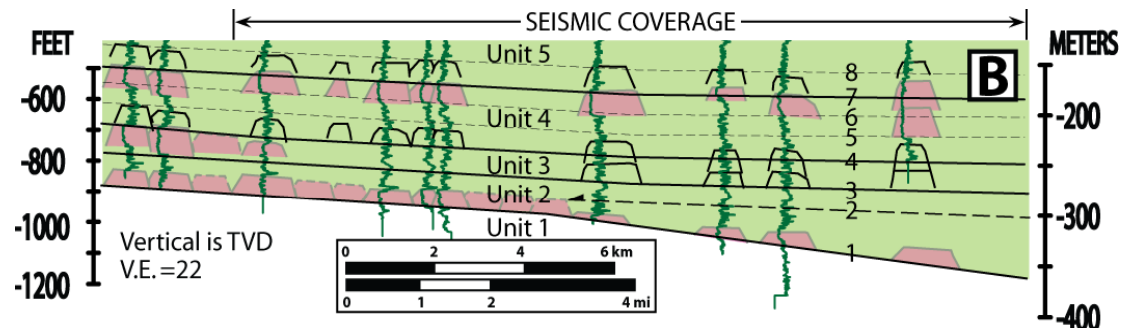 SEISMIC COVERAGE
FEET
METERS
B
Unit 5
8
7
-600
6
-200
Unit 4
5
-800
4
Unit 3
3
Unit 2
2
-1000
-300
Unit 1
1
Vertical is TVD
V.E. =22
0 2 4 6 km
0 1 2 4 mi
-1200
-400